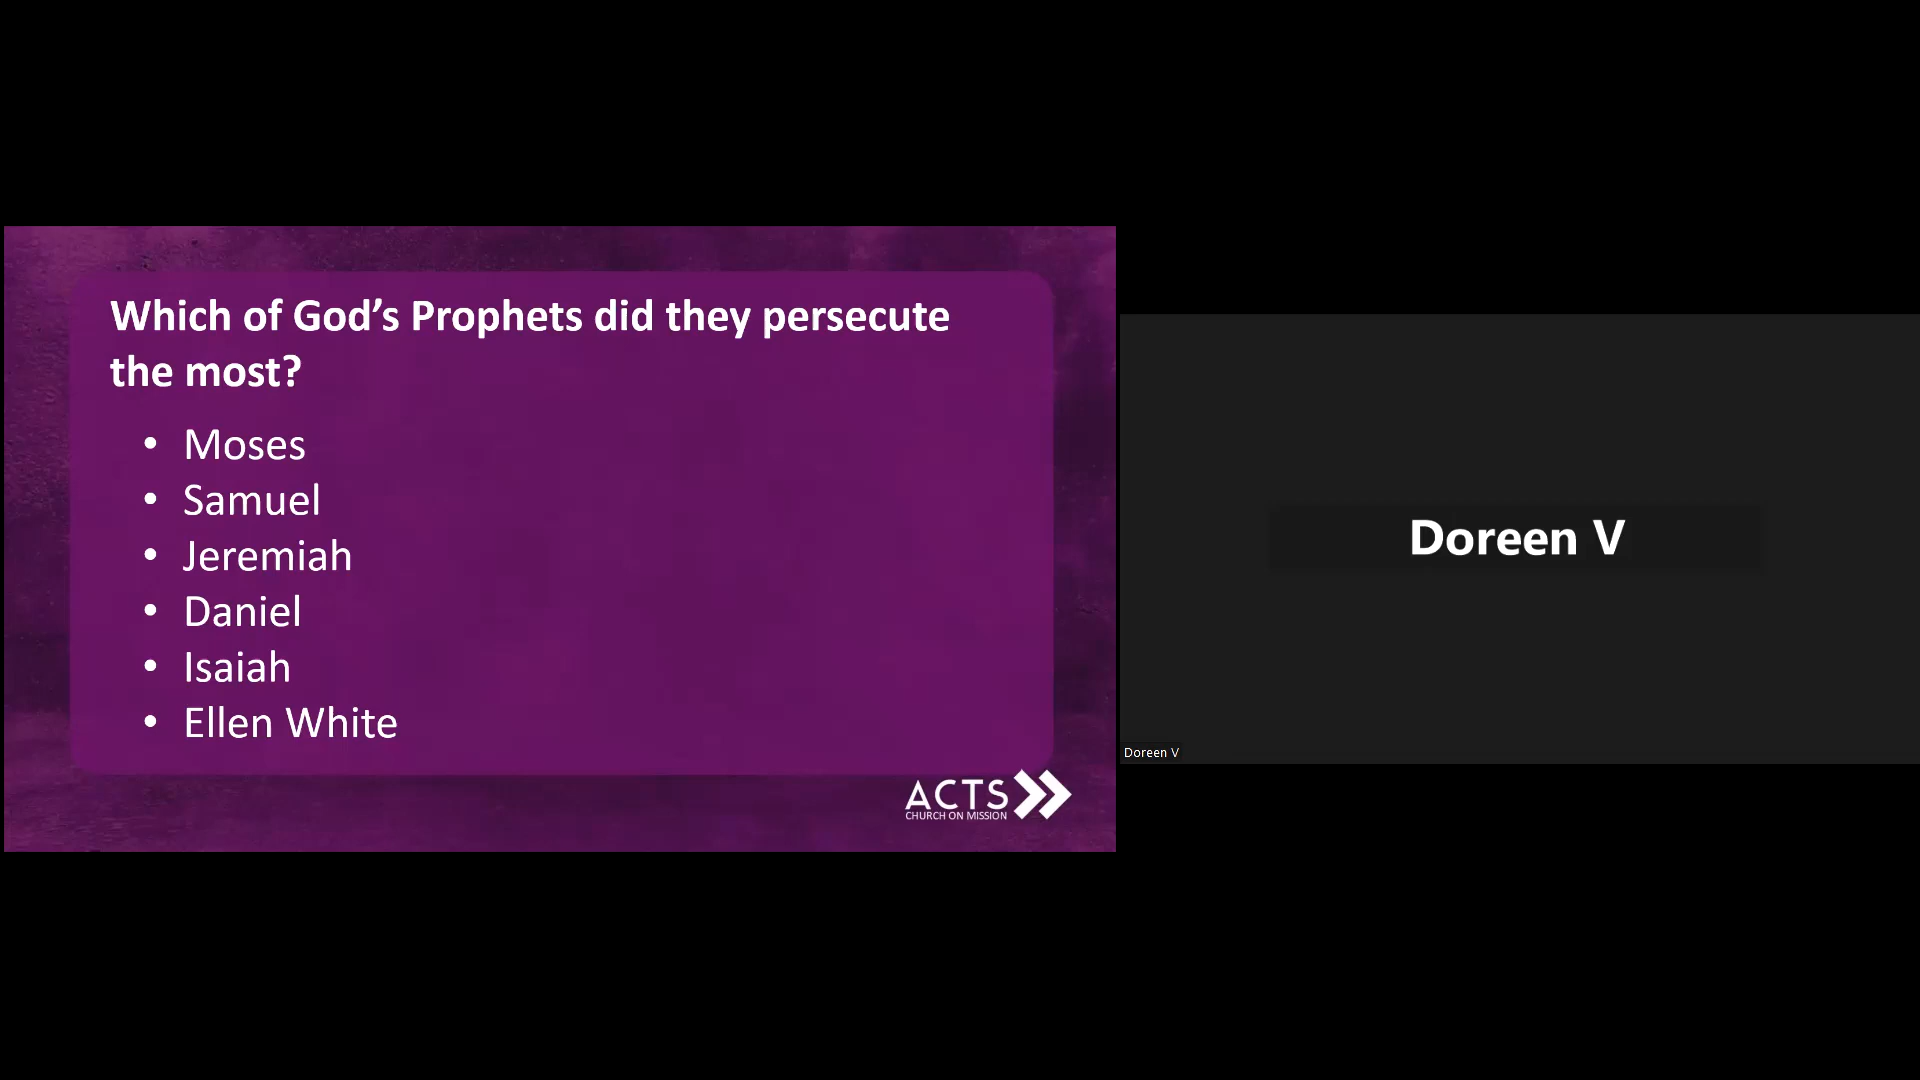 Which of God’s Prophets did they persecute
the most?
• Moses
• Samuel
• Jeremiah
• Daniel
• Isaiah
• Ellen White
ACTS
CHURCH ON MISSION
Doreen V
Doreen V